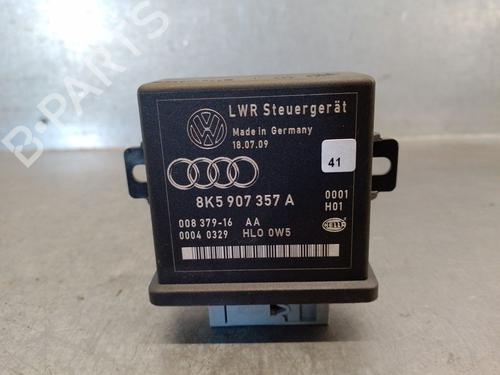 LWR Steuergerät
Made in Germany
18.07.09
41
8K5 907 357 A
0001
H01
008 379-16 AA
0004 0329 HLO 0W5
HELLA
B-PARTS